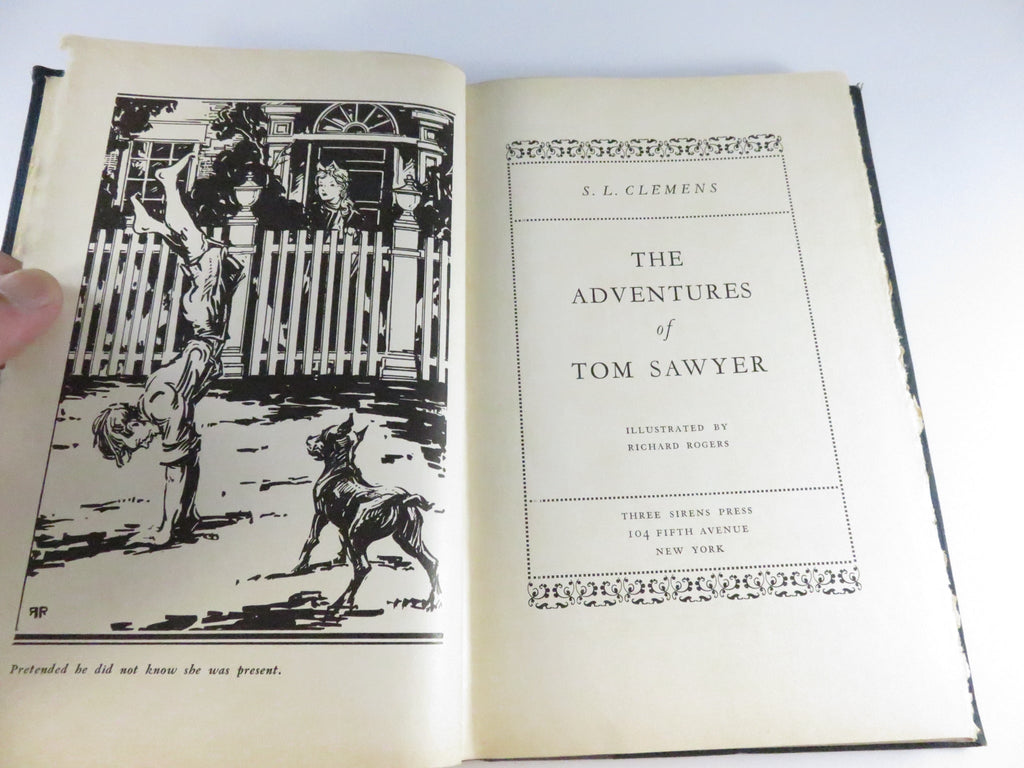 RR
Pretended he did not know she was present.
S. L. CLEMENS
THE
ADVENTURES
of
TOM SAWYER
ILLUSTRATED BY
RICHARD ROGERS
THREE SIRENS PRESS
104 FIFTH AVENUE
NEW YORK